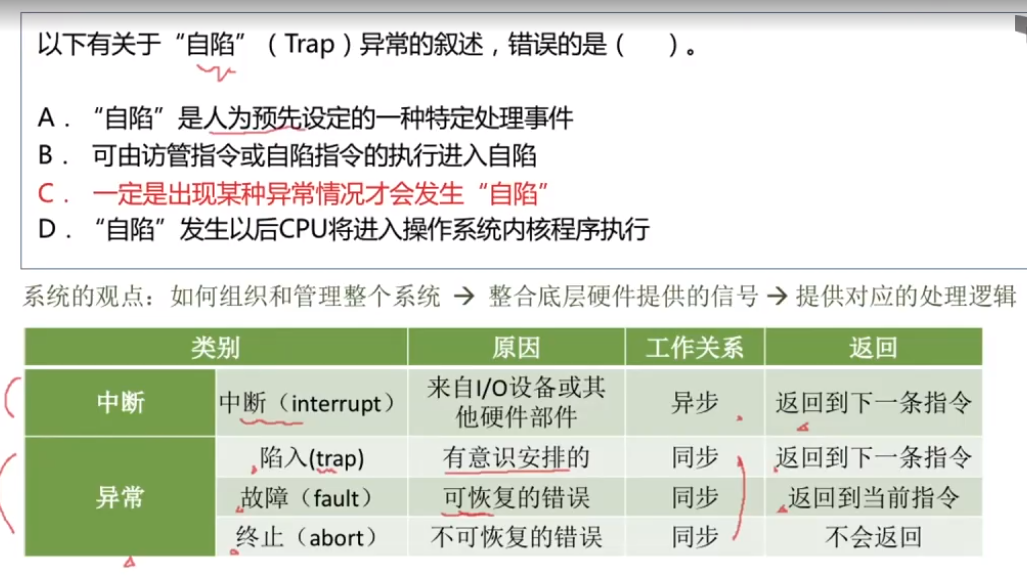 以下有关于“自陷”（Trap）异常的叙述，错误的是（　　）。
A． “自陷”是人为预先设定的一种特定处理事件
B． 可由访管指令或自陷指令的执行进入自陷
C． 一定是出现某种异常情况才会发生“自陷”
D． “自陷”发生以后CPU将进入操作系统内核程序执行
系统的观点：如何组织和管理整个系统 → 整合底层硬件提供的信号 → 提供对应的处理逻辑
类别 原因 工作关系 返回
中断 中断（interrupt） 来自I/O设备或其他硬件部件 异步 返回到下一条指令
异常 陷入(trap) 有意识安排的 同步 返回到下一条指令
故障（fault） 可恢复的错误 同步 返回到当前指令
终止（abort） 不可恢复的错误 同步 不会返回